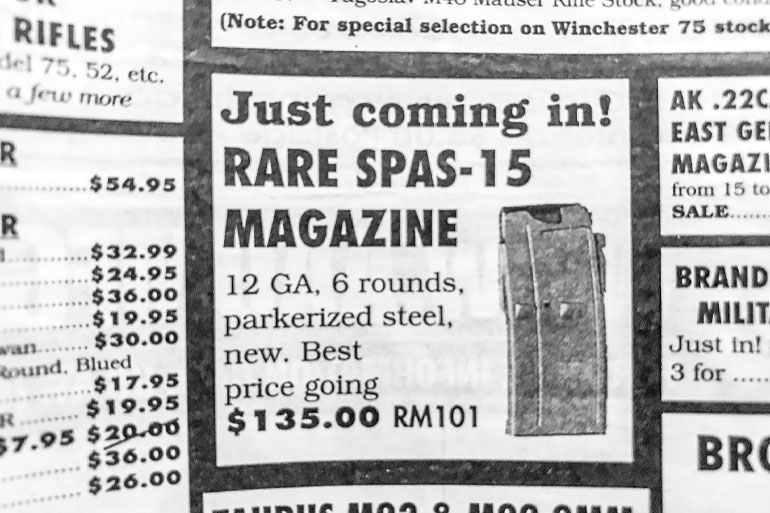 RIFLES
del 75, 52, etc.
a few more
R
..............$54.95
R
..............$32.99
..............$24.95
..............$36.00
..............$19.95
van..........$30.00
Round, Blued
..............$17.95
R..............$19.95
$7.95 $20.00
..............$36.00
..............$26.00
(Note: For special selection on Winchester 75 stock
Just coming in!
RARE SPAS-15
MAGAZINE
12 GA, 6 rounds,
parkerized steel,
new. Best
price going
$135.00 RM101
AK .22C
EAST GE
MAGAZI
from 15 to
SALE.......
BRAND
MILIT
Just in!
3 for .....
BRO